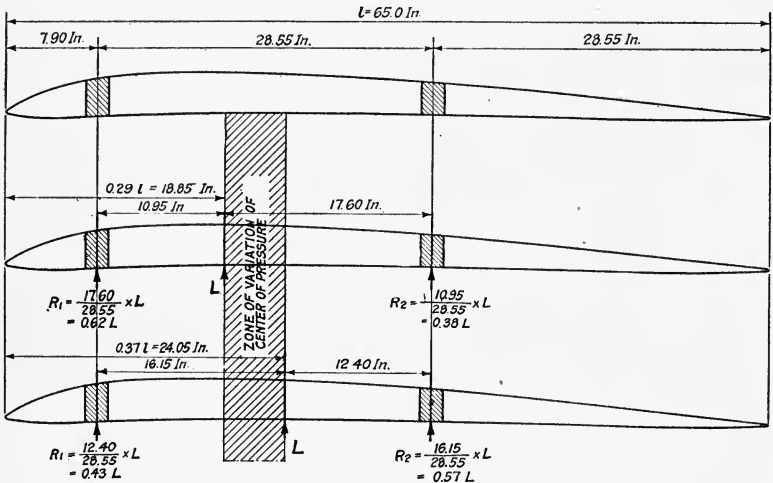 l=65.0 In.
7.90 In.
28.55 In.
28.55 In.
0.29 l = 18.85 In.
10.95 In
17.60 In.
ZONE OF VARIATION OF
CENTER OF PRESSURE
L
R1 = 17.60
28.55 × L
= 0.62 L
R2 = 10.95
28.55 × L
= 0.38 L
0.37 l = 24.05 In.
16.15 In.
12.40 In.
L
R1 = 12.40
28.55 × L
= 0.43 L
R2 = 16.15
28.55 × L
= 0.57 L